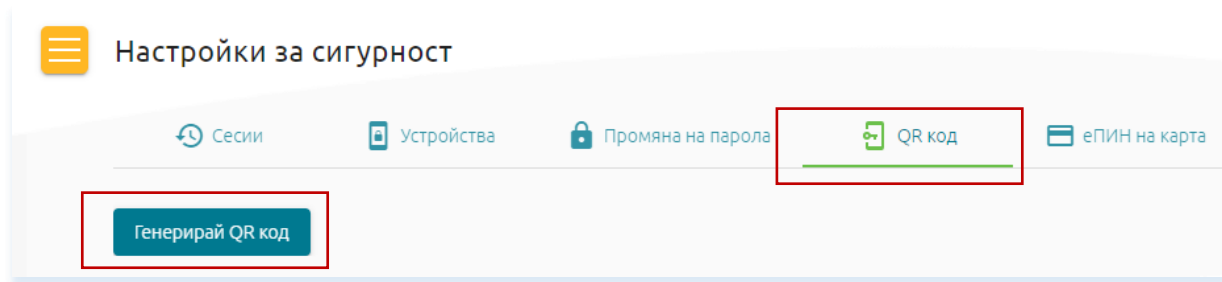 Настройки за сигурност
Сесии Устройства Промяна на парола QR код еПИН на карта
Генерирай QR код